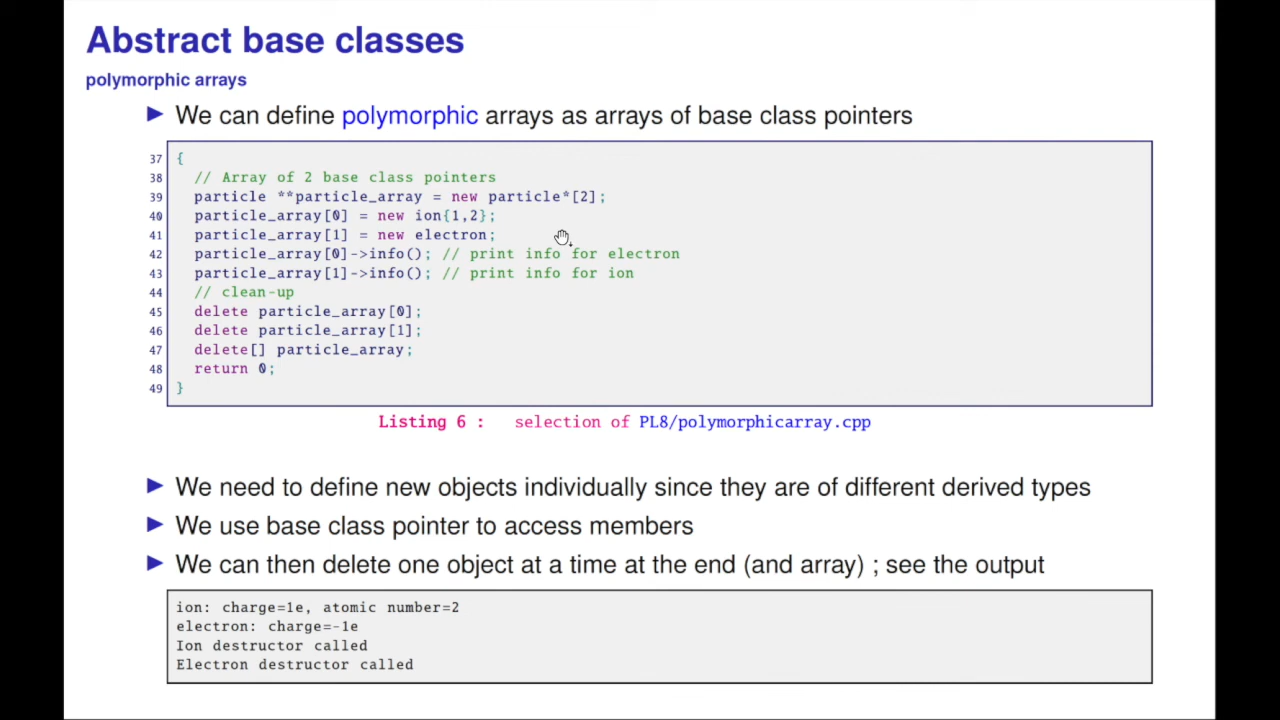 Abstract base classes
polymorphic arrays
We can define polymorphic arrays as arrays of base class pointers
37 {
38 // Array of 2 base class pointers
39 particle **particle_array = new particle*[2];
40 particle_array[0] = new ion{1,2};
41 particle_array[1] = new electron;
42 particle_array[0]->info(); // print info for electron
43 particle_array[1]->info(); // print info for ion
44 // clean-up
45 delete particle_array[0];
46 delete particle_array[1];
47 delete[] particle_array;
48 return 0;
49 }
Listing 6 : selection of PL8/polymorphicarray.cpp
We need to define new objects individually since they are of different derived types
We use base class pointer to access members
We can then delete one object at a time at the end (and array) ; see the output
ion: charge=1e, atomic number=2
electron: charge=-1e
Ion destructor called
Electron destructor called